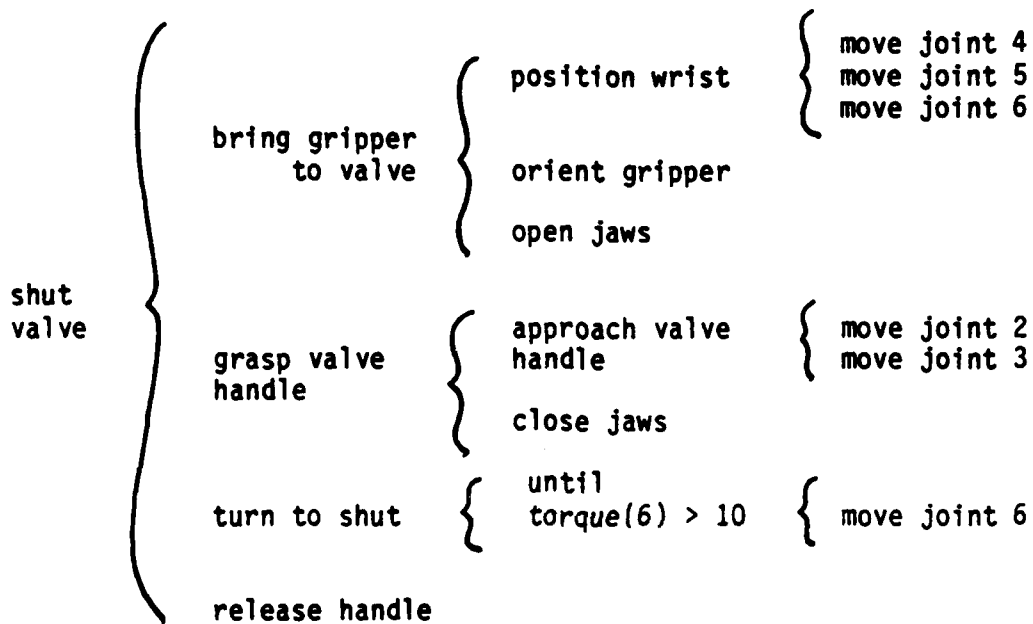 shut
valve
bring gripper
to valve
position wrist
move joint 4
move joint 5
move joint 6
orient gripper
open jaws
grasp valve
handle
approach valve
handle
move joint 2
move joint 3
close jaws
turn to shut
until
torque(6) > 10
move joint 6
release handle